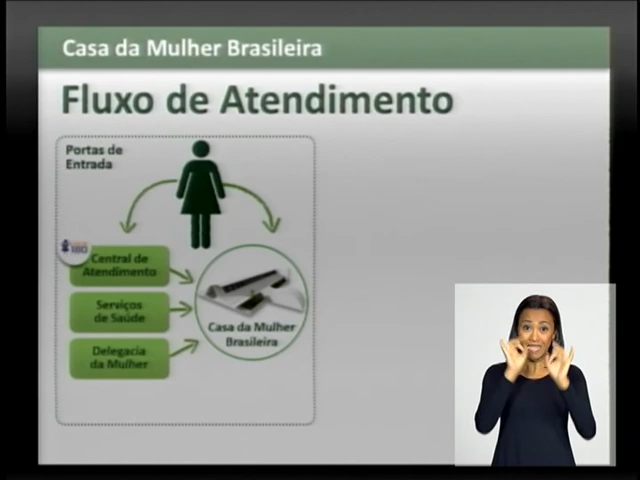 Casa da Mulher Brasileira
Fluxo de Atendimento
Portas de
Entrada
180
Central de
Atendimento
Serviços
de Saúde
Delegacia
da Mulher
Casa da Mulher
Brasileira